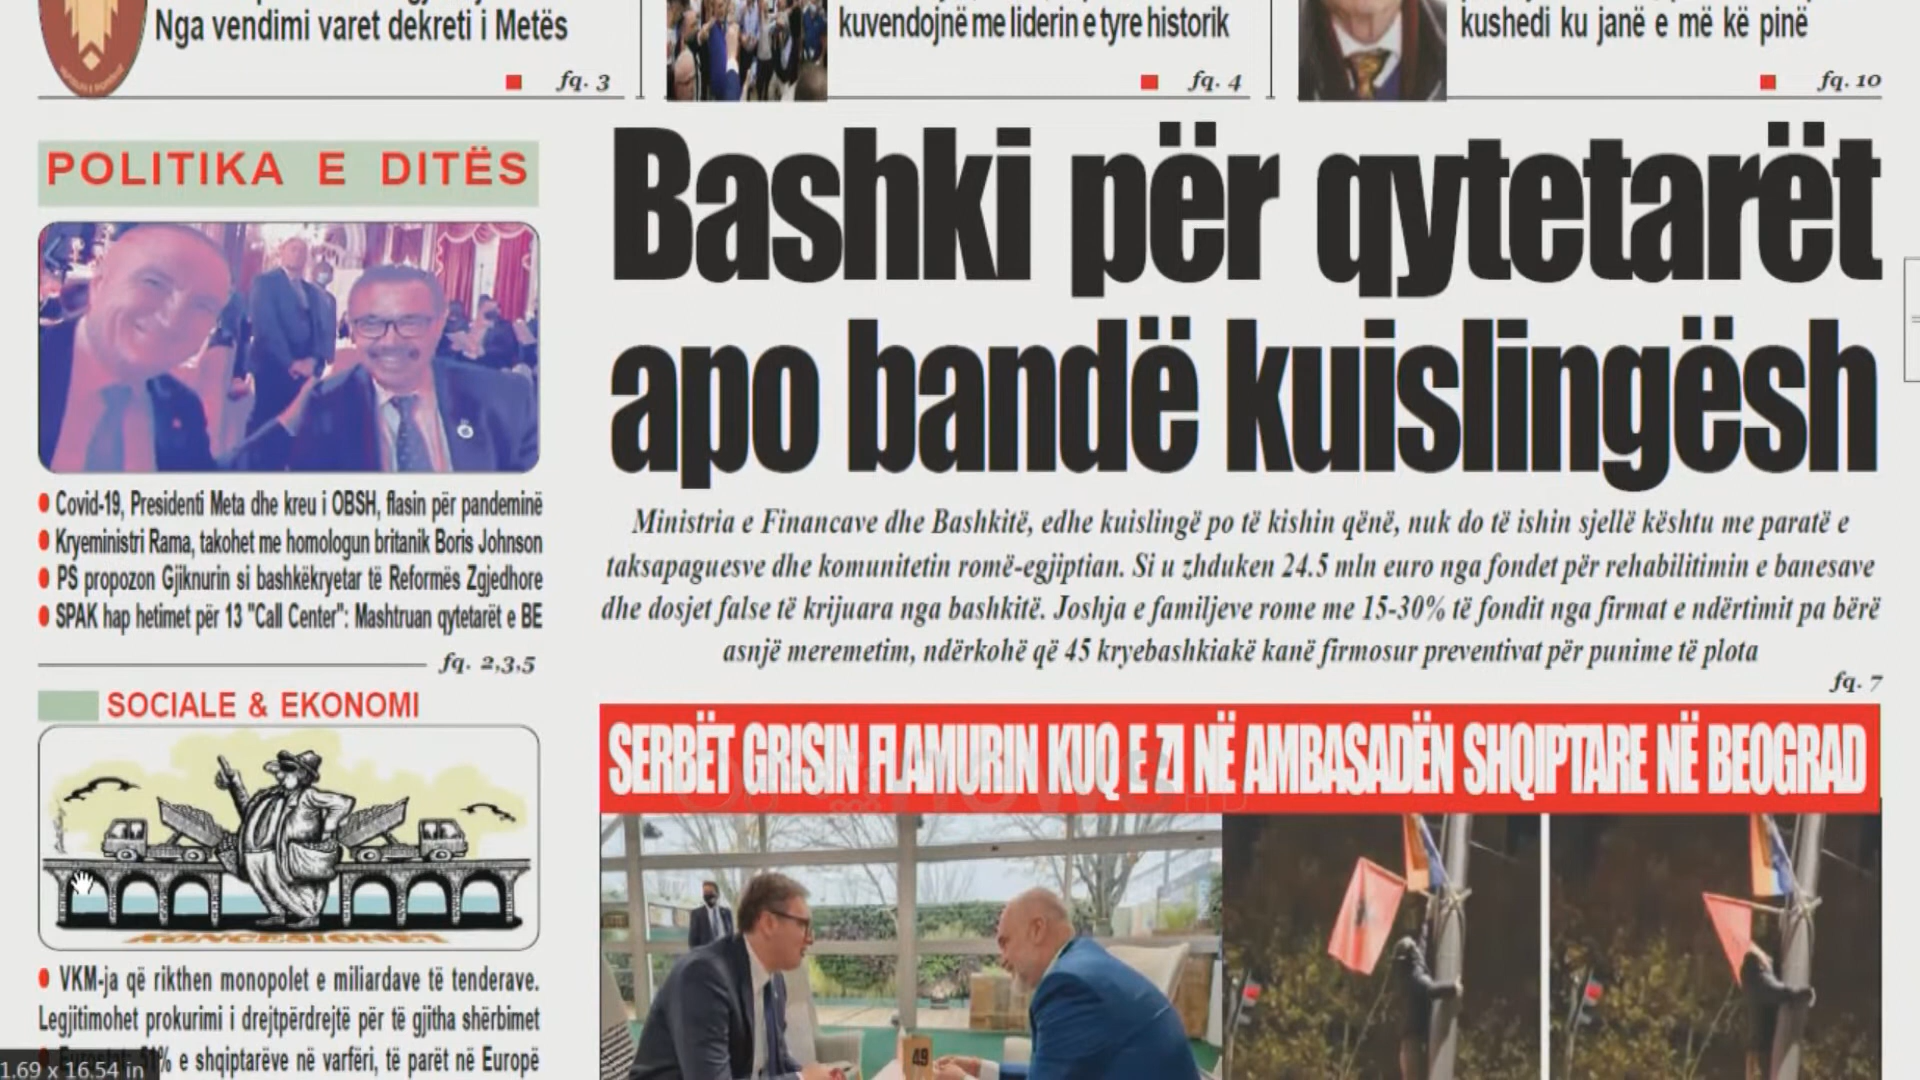 Nga vendimi varet dekreti i Metës
fq. 3
kuvendojnë me liderin e tyre historik
fq. 4
kushedi ku janë e më kë pinë
fq. 10
POLITIKA E DITËS
Covid-19, Presidenti Meta dhe kreu i OBSH, flasin për pandeminë
Kryeministri Rama, takohet me homologun britanik Boris Johnson
PS propozon Gjiknurin si bashkëkryetar të Reformës Zgjedhore
SPAK hap hetimet për 13 "Call Center": Mashtruan qytetarët e BE
fq. 2,3,5
SOCIALE & EKONOMI
KONCESIONET
VKM-ja që rikthen monopolet e miliardave të tenderave.
Legjitimohet prokurimi i drejtpërdrejtë për të gjitha shërbimet
Eurostat: 51% e shqiptarëve në varfëri, të parët në Europë
1.69 x 16.54 in
Bashki për qytetarët
apo bandë kuislingësh
Ministria e Financave dhe Bashkitë, edhe kuislingë po të kishin qënë, nuk do të ishin sjellë kështu me paratë e
taksapaguesve dhe komunitetin romë-egjiptian. Si u zhduken 24.5 mln euro nga fondet për rehabilitimin e banesave
dhe dosjet false të krijuara nga bashkitë. Joshja e familjeve rome me 15-30% të fondit nga firmat e ndërtimit pa bërë
asnjë meremetim, ndërkohë që 45 kryebashkiakë kanë firmosur preventivat për punime të plota
fq. 7
SERBËT GRISIN FLAMURIN KUQ E ZI NË AMBASADËN SHQIPTARE NË BEOGRAD
news HD
49